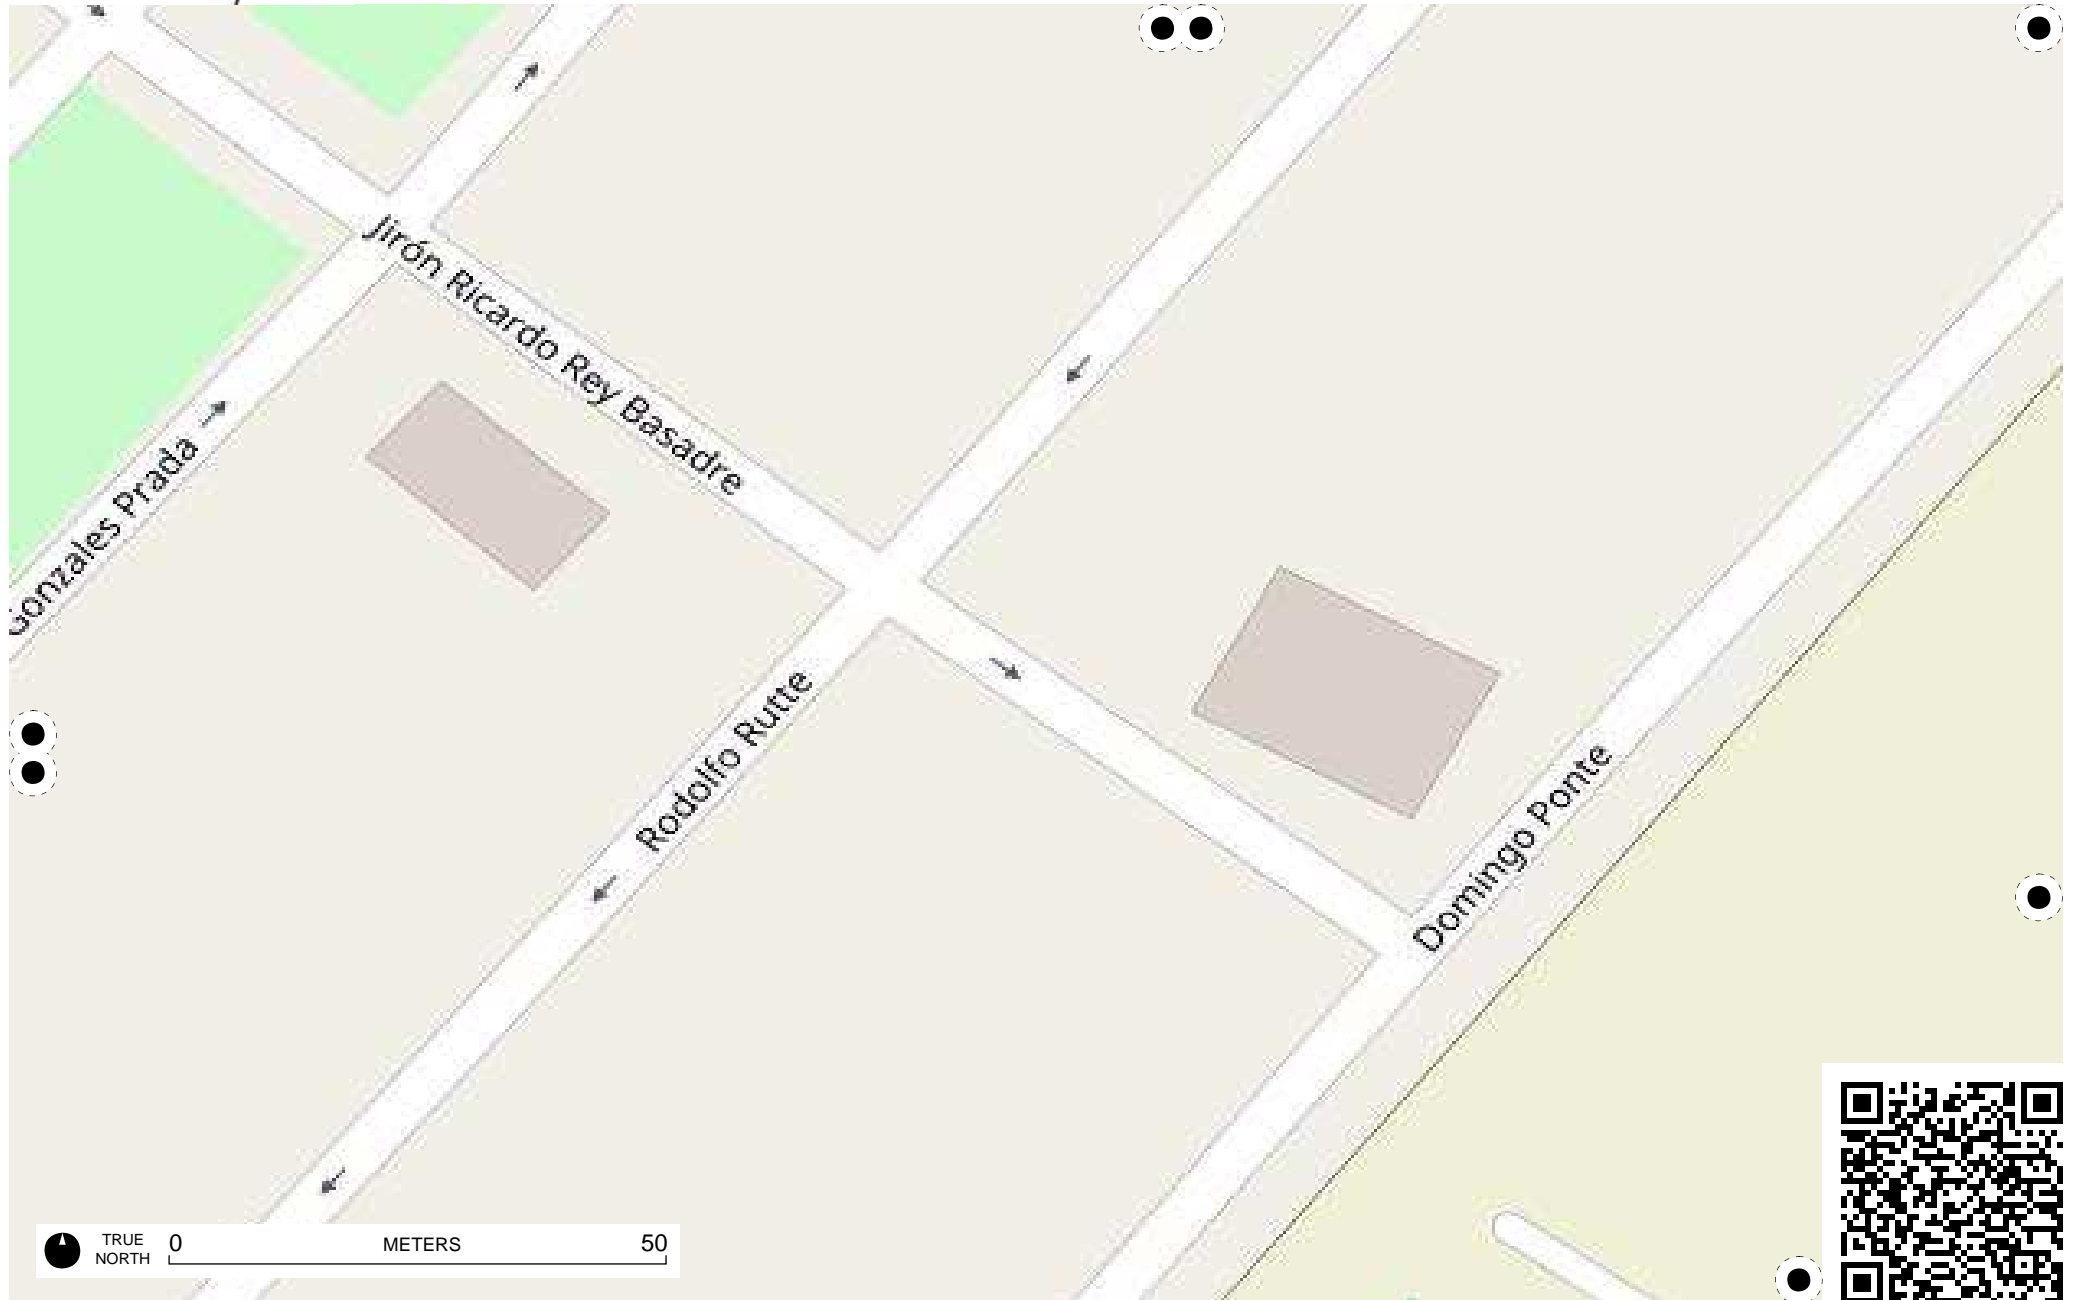 Jirón Ricardo Rey Basadre
Gonzales Prada
Rodolfo Rutte
Domingo Ponte
TRUE
NORTH
0 METERS 50